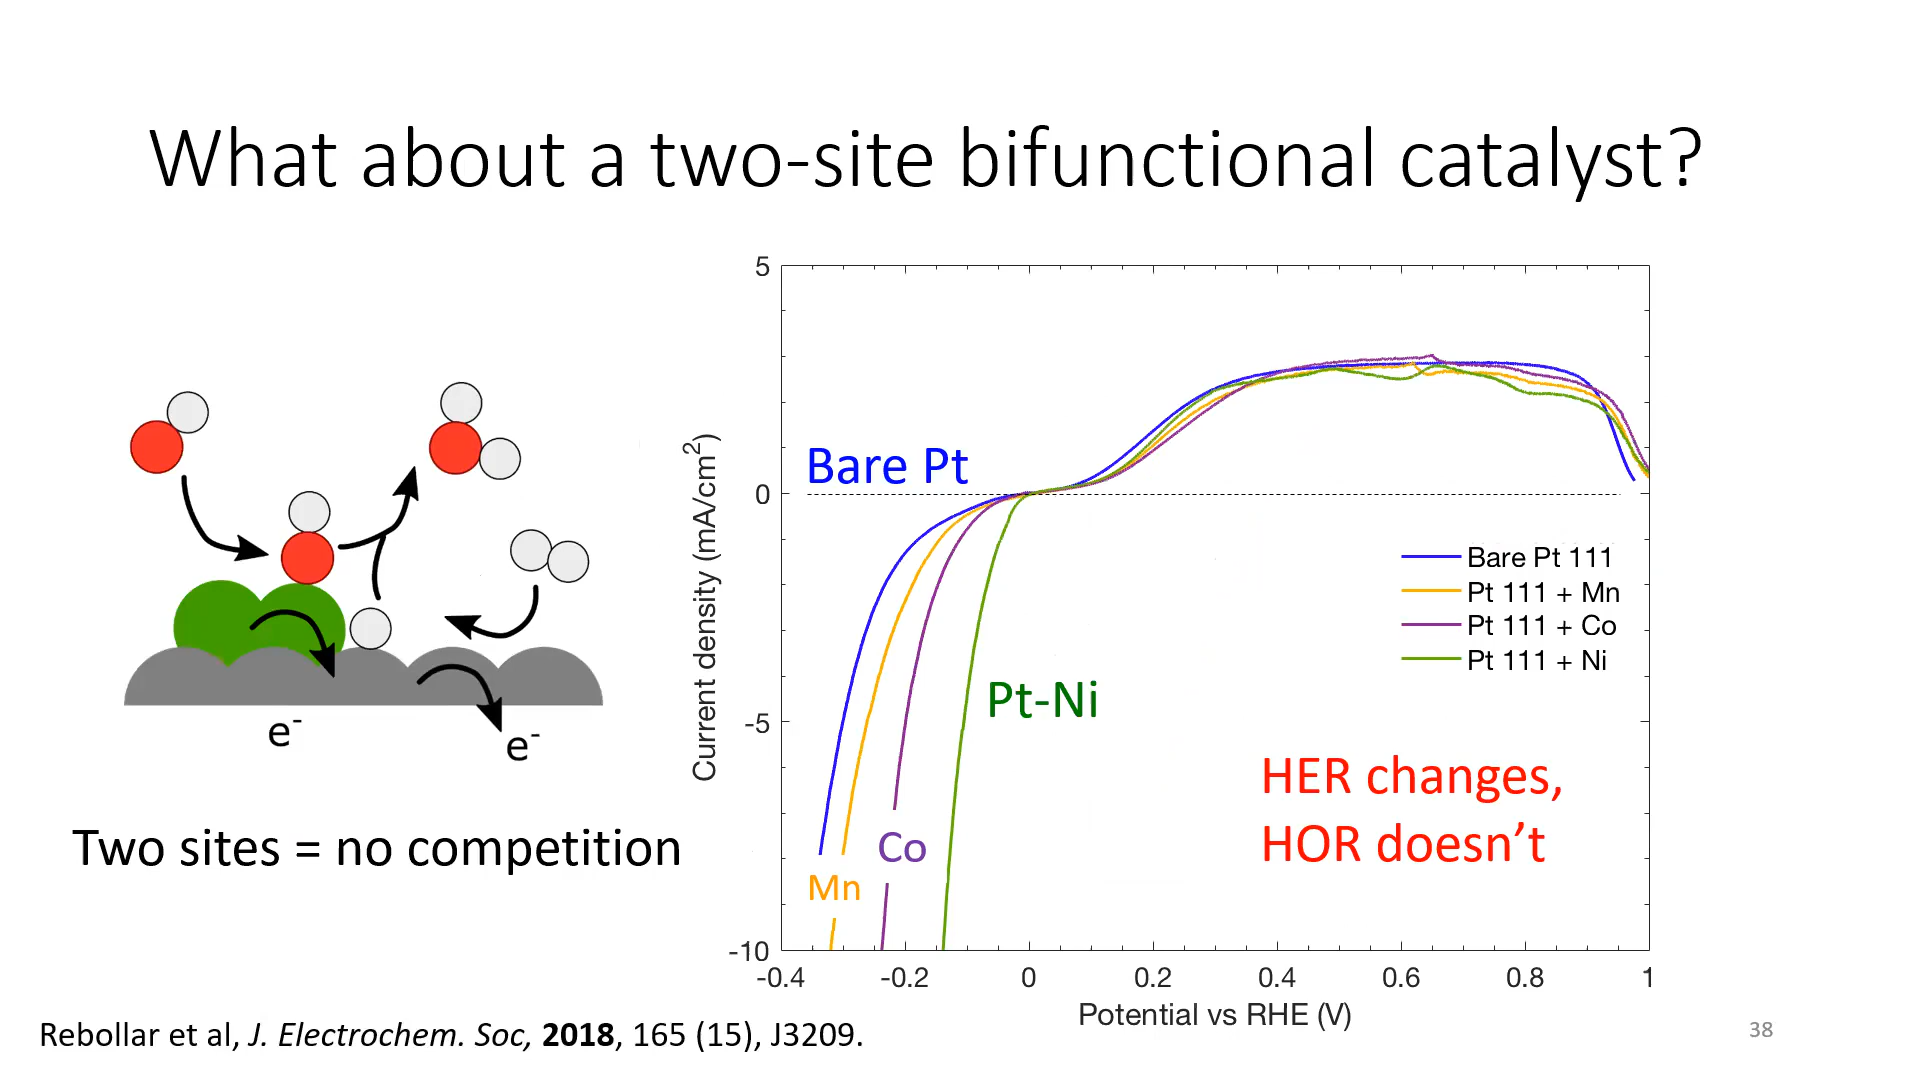 What about a two-site bifunctional catalyst?
e-
e-
Two sites = no competition
Rebollar et al, J. Electrochem. Soc, 2018, 165 (15), J3209.
5
0
-5
-10
Current density (mA/cm2)
-0.4 -0.2 0 0.2 0.4 0.6 0.8 1
Potential vs RHE (V)
Bare Pt
Pt-Ni
Co
Mn
Bare Pt 111
Pt 111 + Mn
Pt 111 + Co
Pt 111 + Ni
HER changes,
HOR doesn’t
38